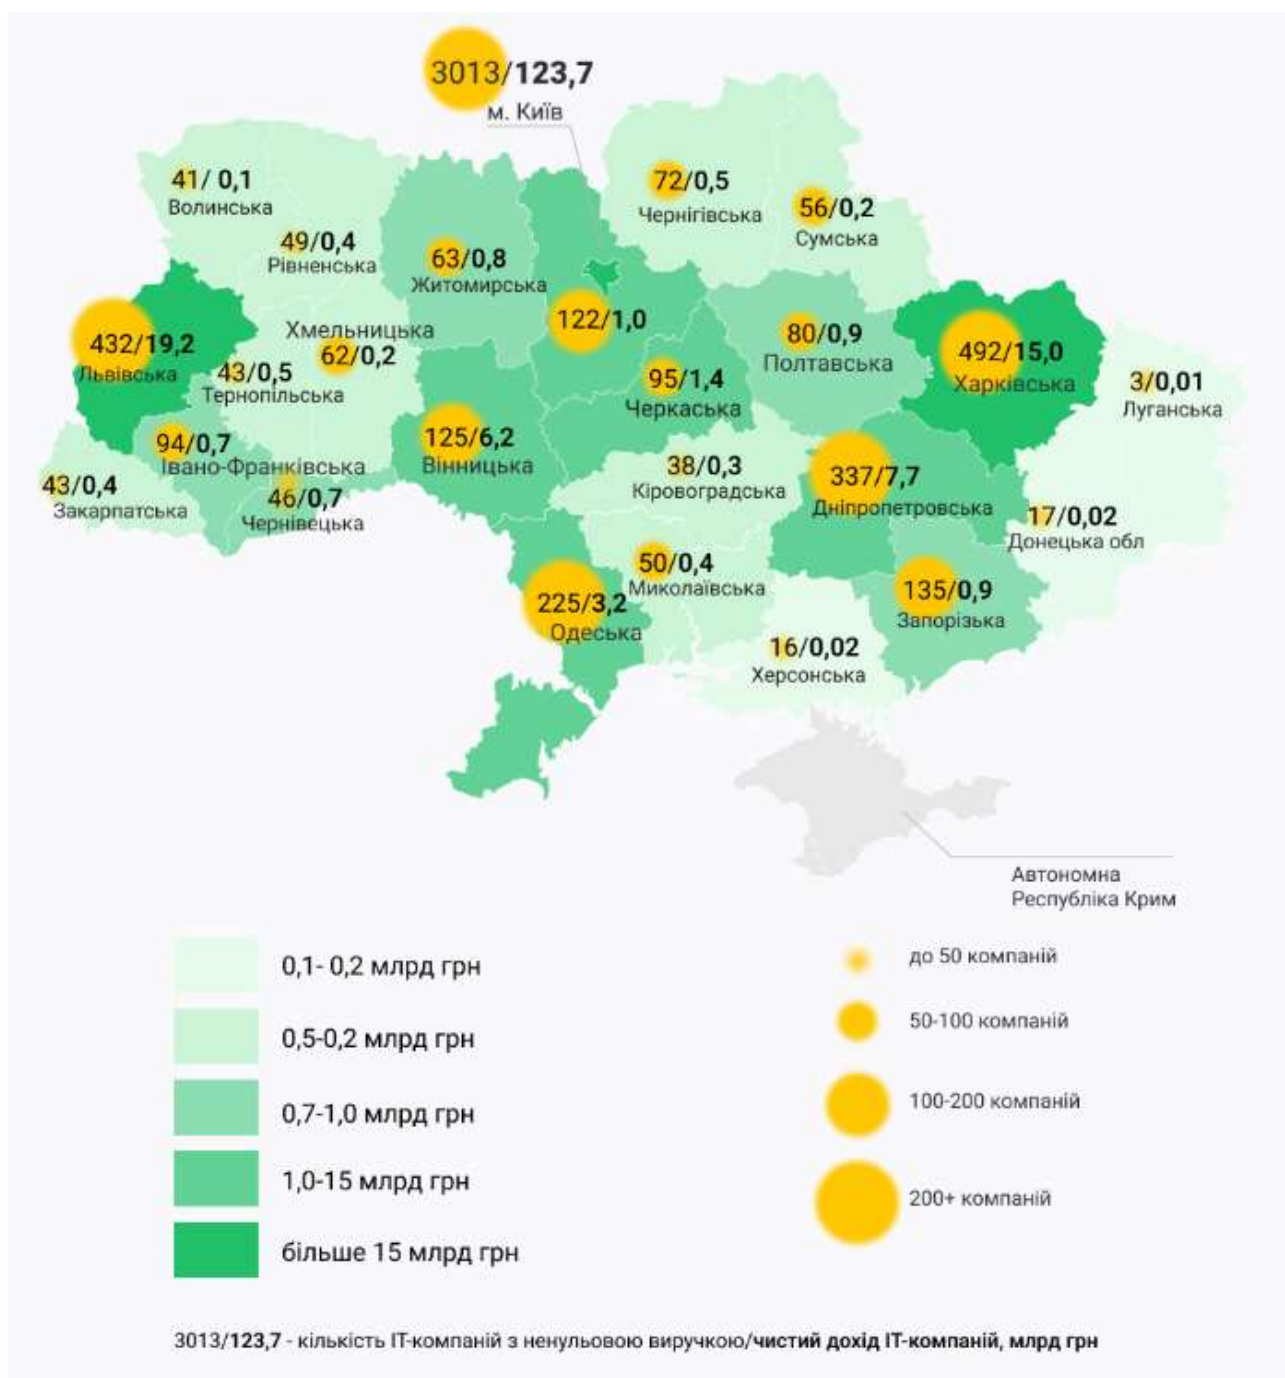 3013/123,7
м. Київ
41/ 0,1
Волинська
49/0,4
Рівненська
63/0,8
Житомирська
72/0,5
Чернігівська
56/0,2
Сумська
432/19,2
Львівська
Хмельницька
62/0,2
43/0,5
Тернопільська
122/1,0
95/1,4
Черкаська
80/0,9
Полтавська
492/15,0
Харківська
3/0,01
Луганська
94/0,7
Івано-Франківська
125/6,2
Вінницька
43/0,4
Закарпатська
46/0,7
Чернівецька
38/0,3
Кіровоградська
337/7,7
Дніпропетровська
17/0,02
Донецька обл
50/0,4
Миколаївська
225/3,2
Одеська
135/0,9
Запорізька
16/0,02
Херсонська
Автономна
Республіка Крим
0,1- 0,2 млрд грн
0,5-0,2 млрд грн
0,7-1,0 млрд грн
1,0-15 млрд грн
більше 15 млрд грн
до 50 компаній
50-100 компаній
100-200 компаній
200+ компаній
3013/123,7 - кількість ІТ-компаній з ненульовою виручкою/чистий дохід ІТ-компаній, млрд грн